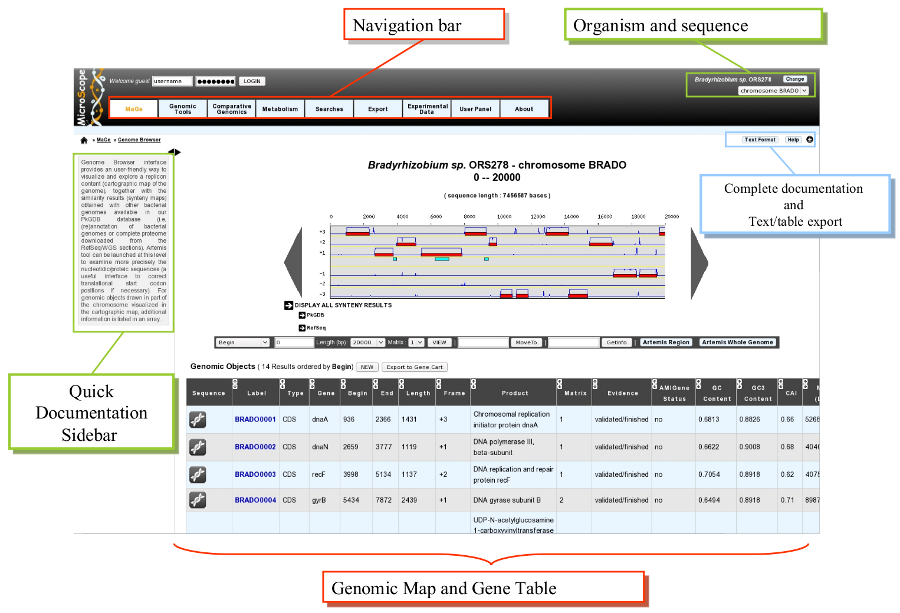 Navigation bar
Organism and sequence
MicroScope
Welcome guest username LOGIN
Bradyrhizobium sp. ORS278 Change
chromosome BRADO
MaGe Genomic Tools Comparative Genomics Metabolism Searches Export Experimental Data User Panel About
» MaGe » Genome Browser
Text Format Help
Complete documentation
and
Text/table export
Genome Browser interface
provides an user-friendly way to
visualize and explore a replicon
content (cartographic map of the
genome), together with the
similarity results (synteny maps)
obtained with other bacterial
genomes available in our
PkGDB database (i.e,
(re)annotation of bacterial
genomes or complete proteome
downloaded from the
RefSeq/WGS sections). Artemis
tool can be launched at this level
to examine more precisely the
nucleotidic/proteic sequences (a
useful interface to correct
translational start codon
positions if necessary). For
genomic objects drawn in part of
the chromosome visualized in
the cartographic map, additional
information is listed in an array.
Bradyrhizobium sp. ORS278 - chromosome BRADO
0 -- 20000
( sequence length : 7456587 bases )
0 2000 4000 6000 8000 10000 12000 14000 16000 18000 20000
+3
+2
+1
-1
-2
-3
DISPLAY ALL SYNTENY RESULTS
PkGDB
RefSeq
Begin 0 Length (bp) 20000 Matrix 1 VIEW MoveTo GetInfo Artemis Region Artemis Whole Genome
Quick
Documentation
Sidebar
Genomic Objects ( 14 Results ordered by Begin) NEW Export to Gene Cart
Sequence Label Type Gene Begin End Length Frame Product Matrix Evidence AMIGene Status GC Content GC3 Content CAI
BRADO0001 CDS dnaA 936 2366 1431 +3 Chromosomal replication initiator protein dnaA 1 validated/finished no 0.6813 0.8826 0.66 5268
BRADO0002 CDS dnaN 2659 3777 1119 +1 DNA polymerase III, beta-subunit 1 validated/finished no 0.6622 0.9008 0.68 4040
BRADO0003 CDS recF 3998 5134 1137 +2 DNA replication and repair protein recF 1 validated/finished no 0.7054 0.8918 0.62 4075
BRADO0004 CDS gyrB 5434 7872 2439 +1 DNA gyrase subunit B 2 validated/finished no 0.6494 0.8918 0.71 8987
UDP-N-acetylglucosamine
1-carboxyvinyltransferase
Genomic Map and Gene Table